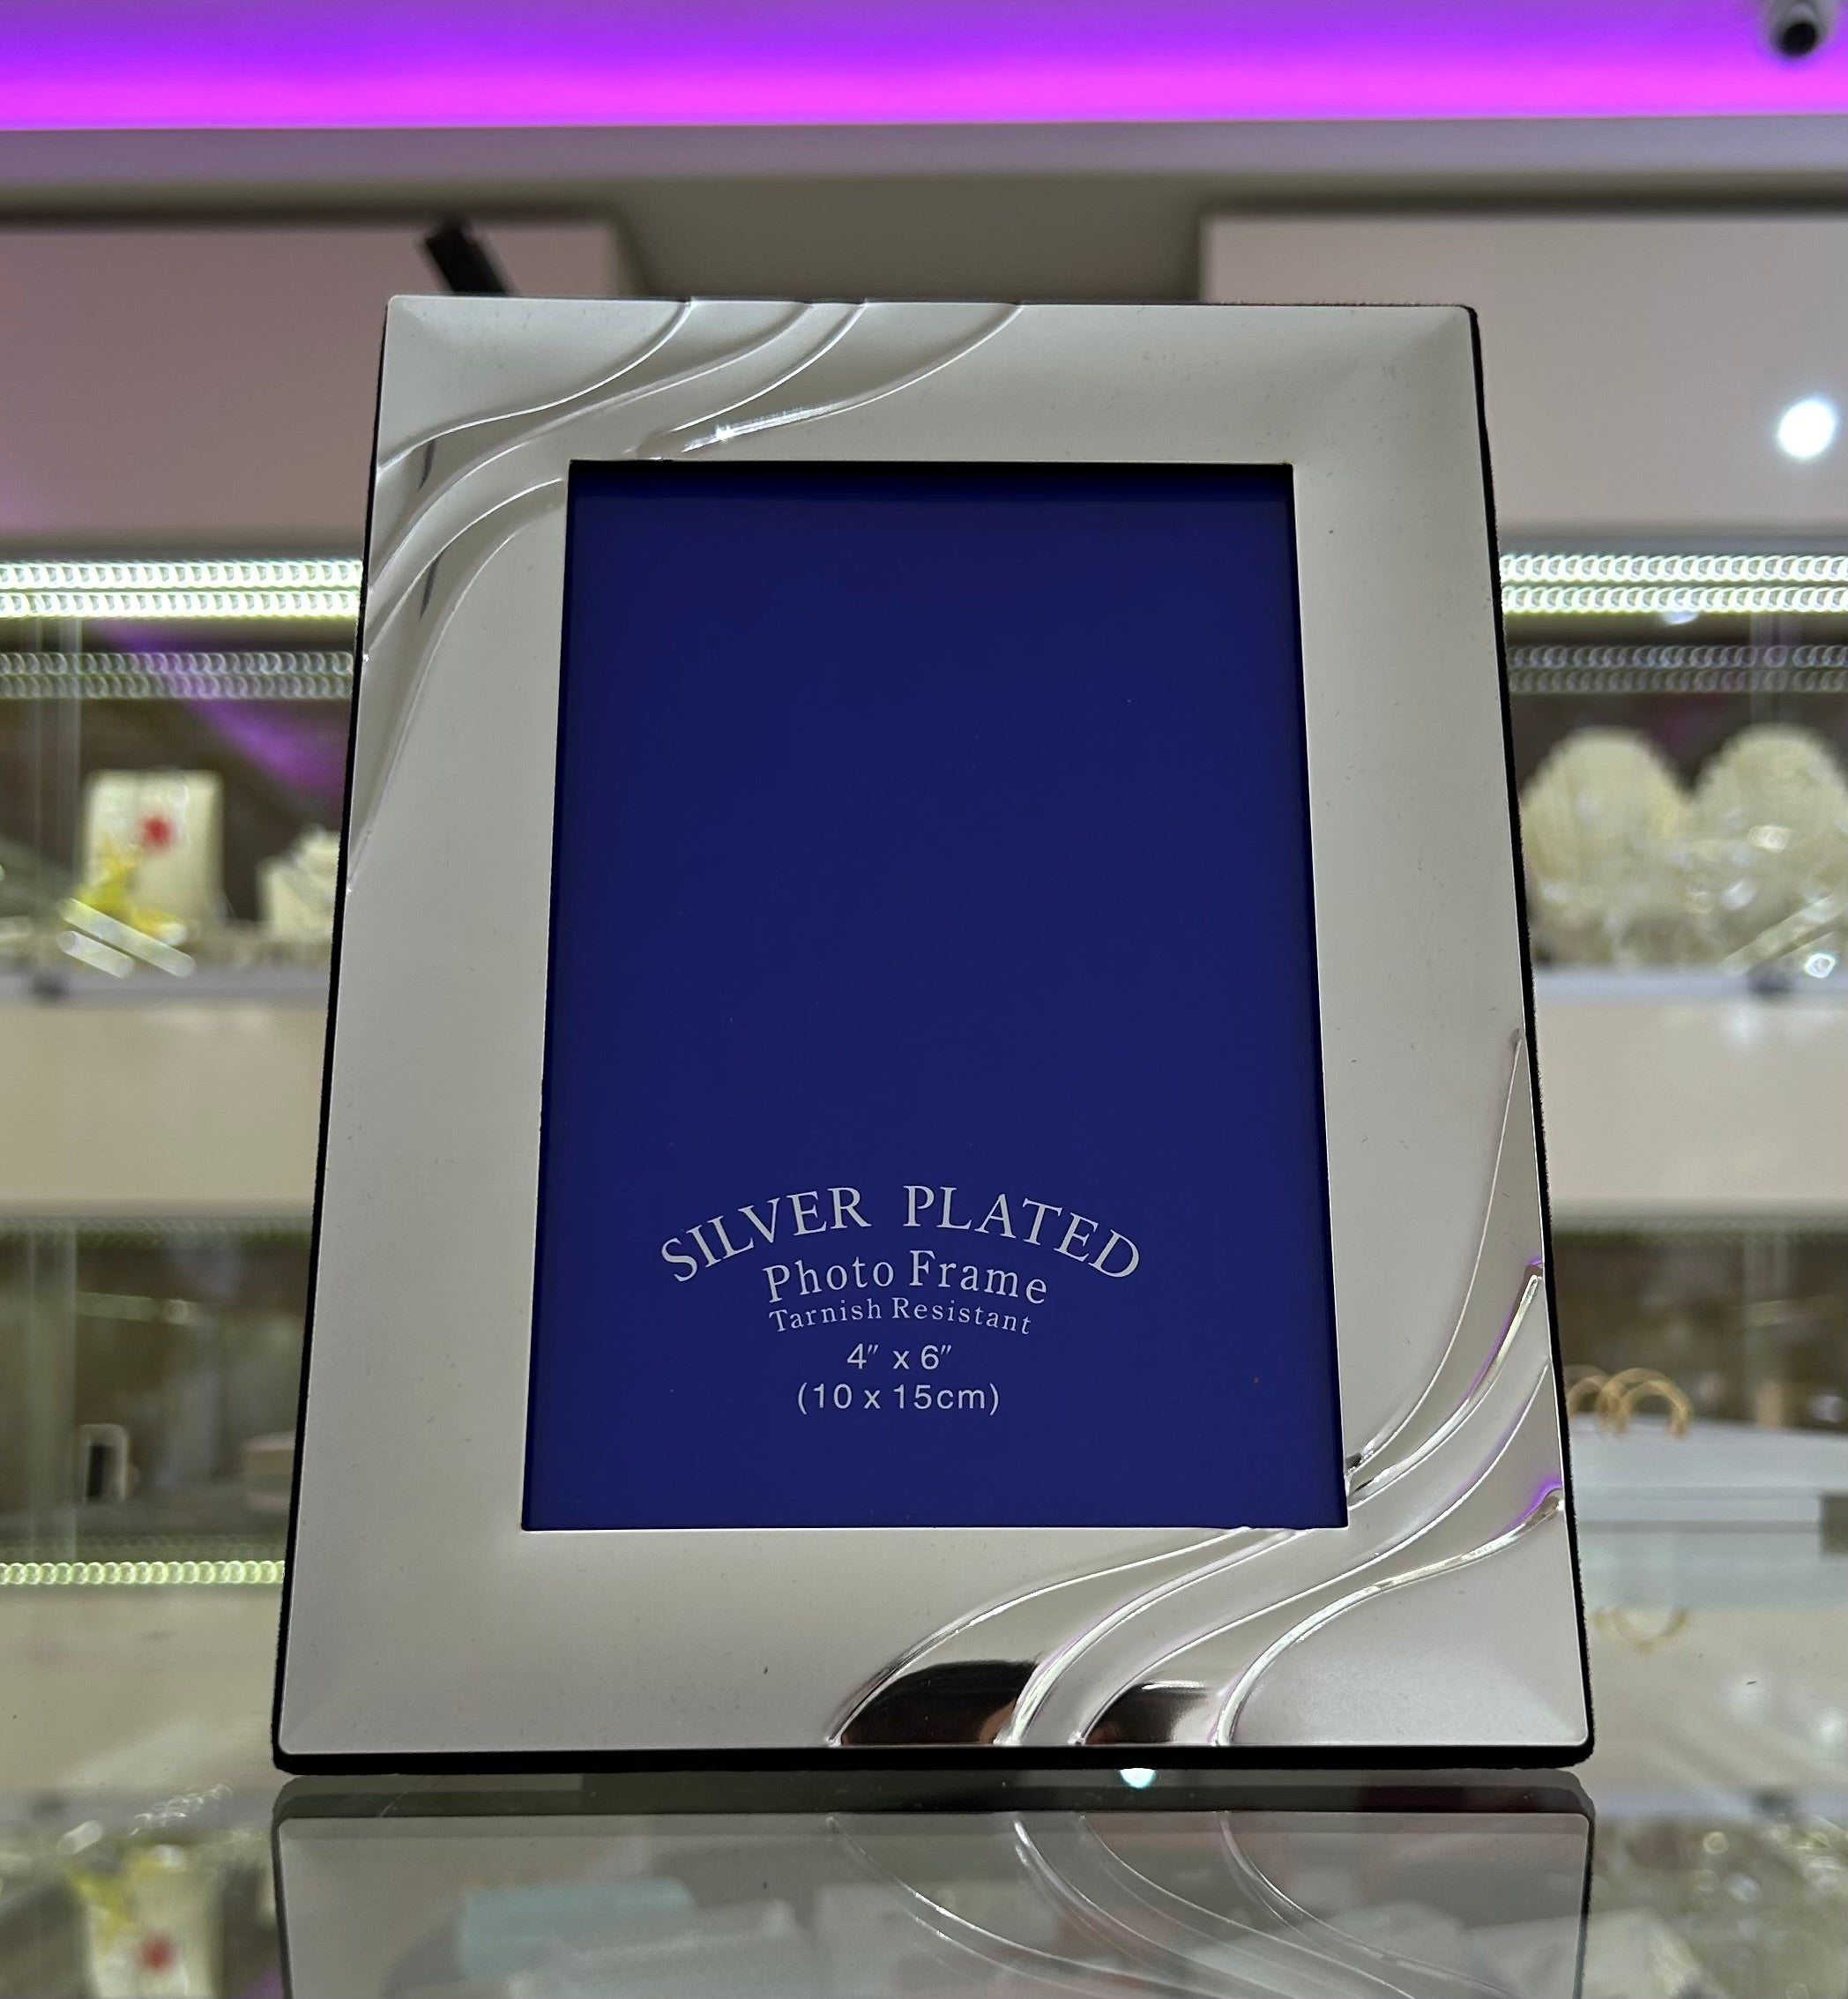 SILVER PLATED
Photo Frame
Tarnish Resistant
4″ x 6″
(10 x 15cm)